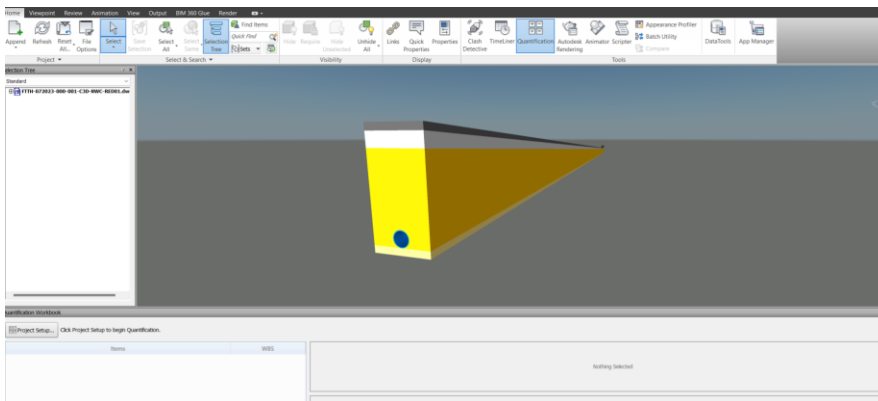 Home Viewpoint Review Animation View Output BIM 360 Glue Render
Append Refresh Reset All... File Options Select Save Selection Select All Select Same Selection Tree Find Items Quick Find Sets Hide Require Hide Unselected Unhide All Links Quick Properties Properties Clash Detective TimeLiner Quantification Autodesk Rendering Animator Scripter Appearance Profiler Batch Utility Compare DataTools App Manager
Project Select & Search Visibility Display Tools
Selection Tree
Standard
Quantification Workbook
Project Setup... Click Project Setup to begin Quantification.
Items WBS
Nothing Selected